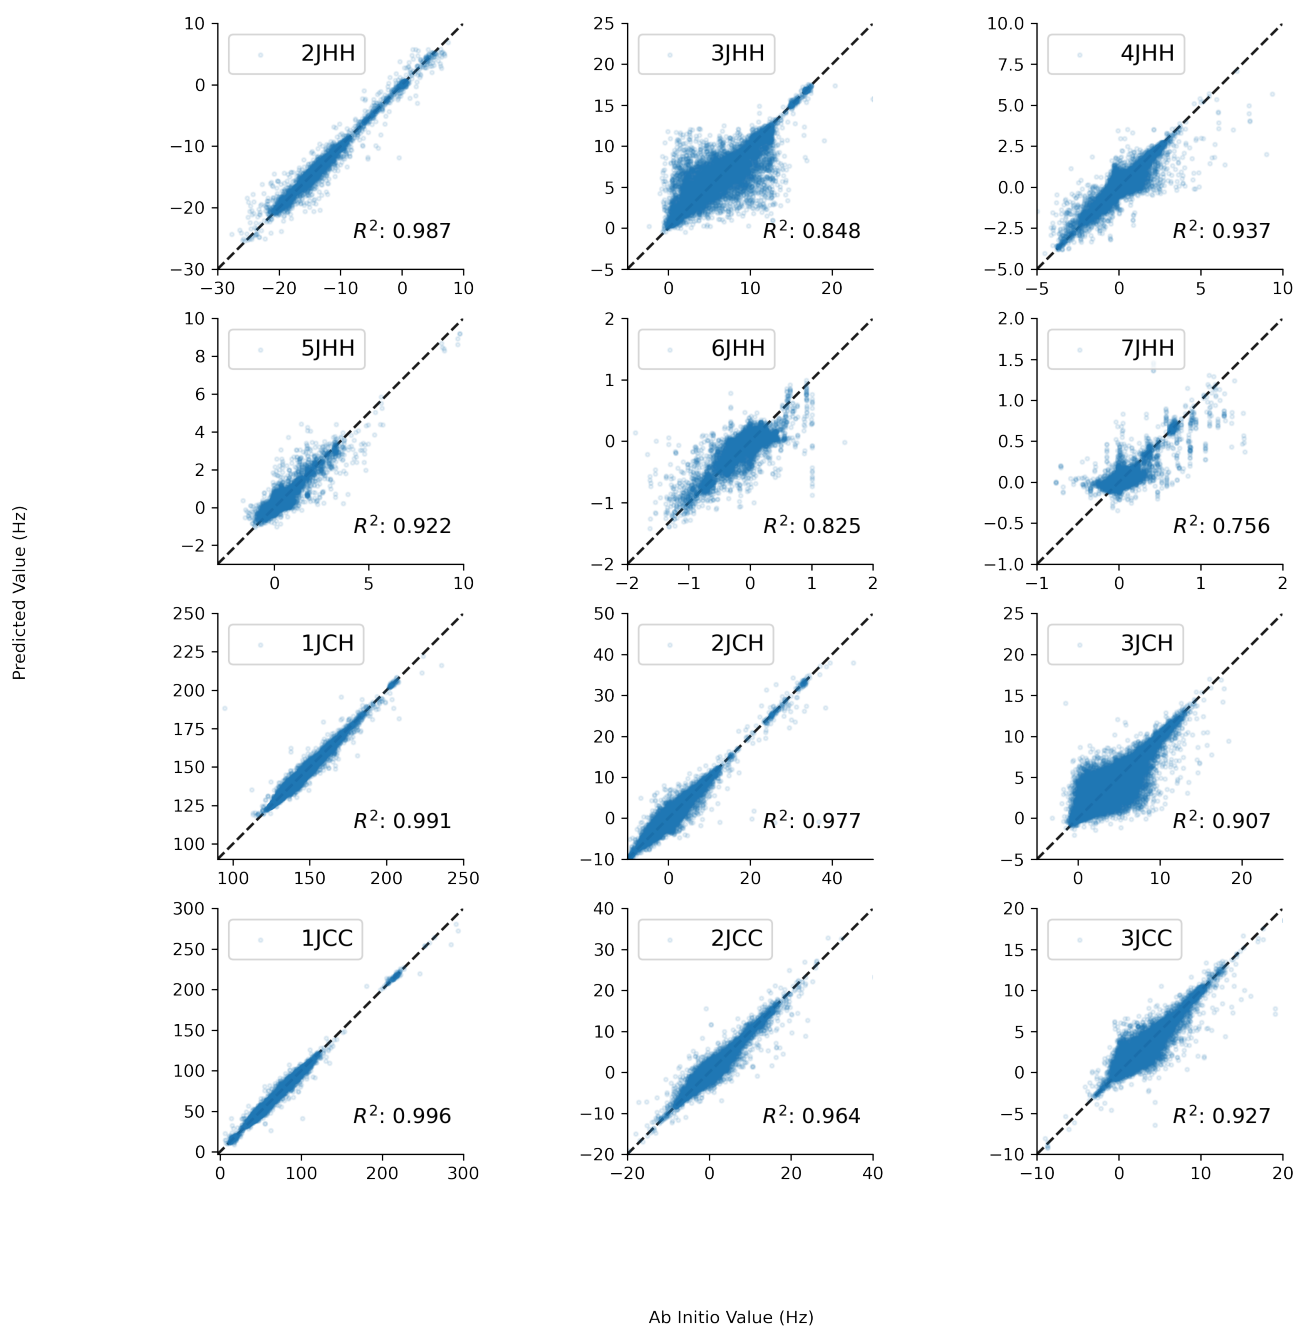 10
0
−10
−20
−30
−30 −20 −10 0 10
2JHH
R²: 0.987
25
20
15
10
5
0
−5
0 10 20
3JHH
R²: 0.848
10.0
7.5
5.0
2.5
0.0
−2.5
−5.0
−5 0 5 10
4JHH
R²: 0.937
10
8
6
4
2
0
−2
0 5 10
5JHH
R²: 0.922
2
1
0
−1
−2
−2 −1 0 1 2
6JHH
R²: 0.825
2.0
1.5
1.0
0.5
0.0
−0.5
−1.0
−1 0 1 2
7JHH
R²: 0.756
250
225
200
175
150
125
100
100 150 200 250
1JCH
R²: 0.991
50
40
30
20
10
0
−10
0 20 40
2JCH
R²: 0.977
25
20
15
10
5
0
−5
0 10 20
3JCH
R²: 0.907
300
250
200
150
100
50
0
0 100 200 300
1JCC
R²: 0.996
40
30
20
10
0
−10
−20
−20 0 20 40
2JCC
R²: 0.964
20
15
10
5
0
−5
−10
−10 0 10 20
3JCC
R²: 0.927
Predicted Value (Hz)
Ab Initio Value (Hz)